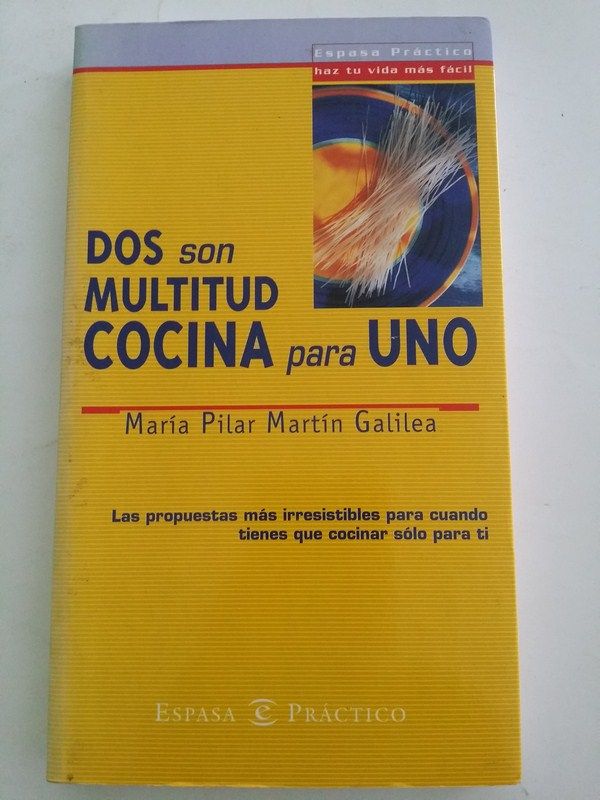 Espasa Práctico
haz tu vida más fácil
DOS son
MULTITUD
COCINA para UNO
María Pilar Martín Galilea
Las propuestas más irresistibles para cuando
tienes que cocinar sólo para ti
ESPASA e PRÁCTICO